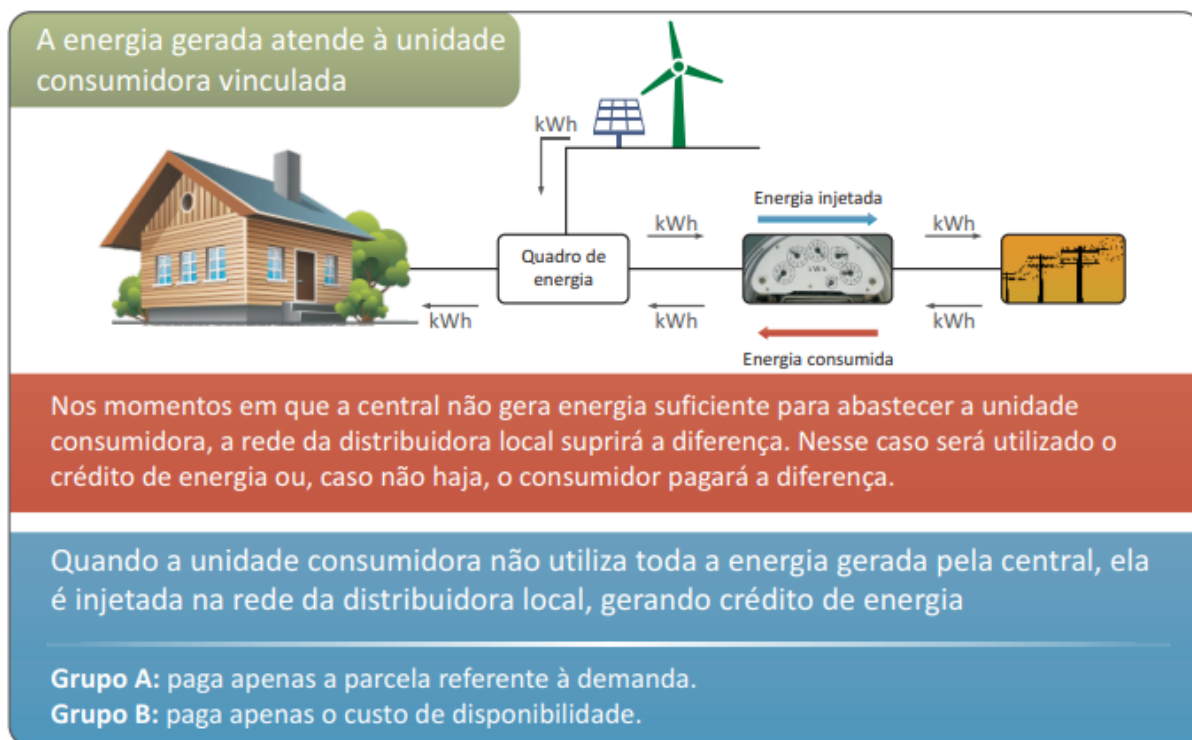 A energia gerada atende à unidade
consumidora vinculada
kWh
Energia injetada
kWh
kWh
Quadro de
energia
kWh
kWh
kWh
kWh
Energia consumida
Nos momentos em que a central não gera energia suficiente para abastecer a unidade
consumidora, a rede da distribuidora local suprirá a diferença. Nesse caso será utilizado o
crédito de energia ou, caso não haja, o consumidor pagará a diferença.
Quando a unidade consumidora não utiliza toda a energia gerada pela central, ela
é injetada na rede da distribuidora local, gerando crédito de energia
Grupo A: paga apenas a parcela referente à demanda.
Grupo B: paga apenas o custo de disponibilidade.